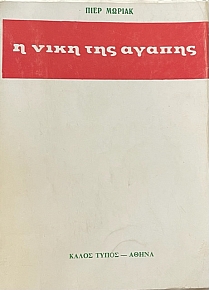 ΠΙΕΡ ΜΩΡΙΑΚ
η νικη της αγαπης
ΚΑΛΟΣ ΤΥΠΟΣ — ΑΘΗΝΑ